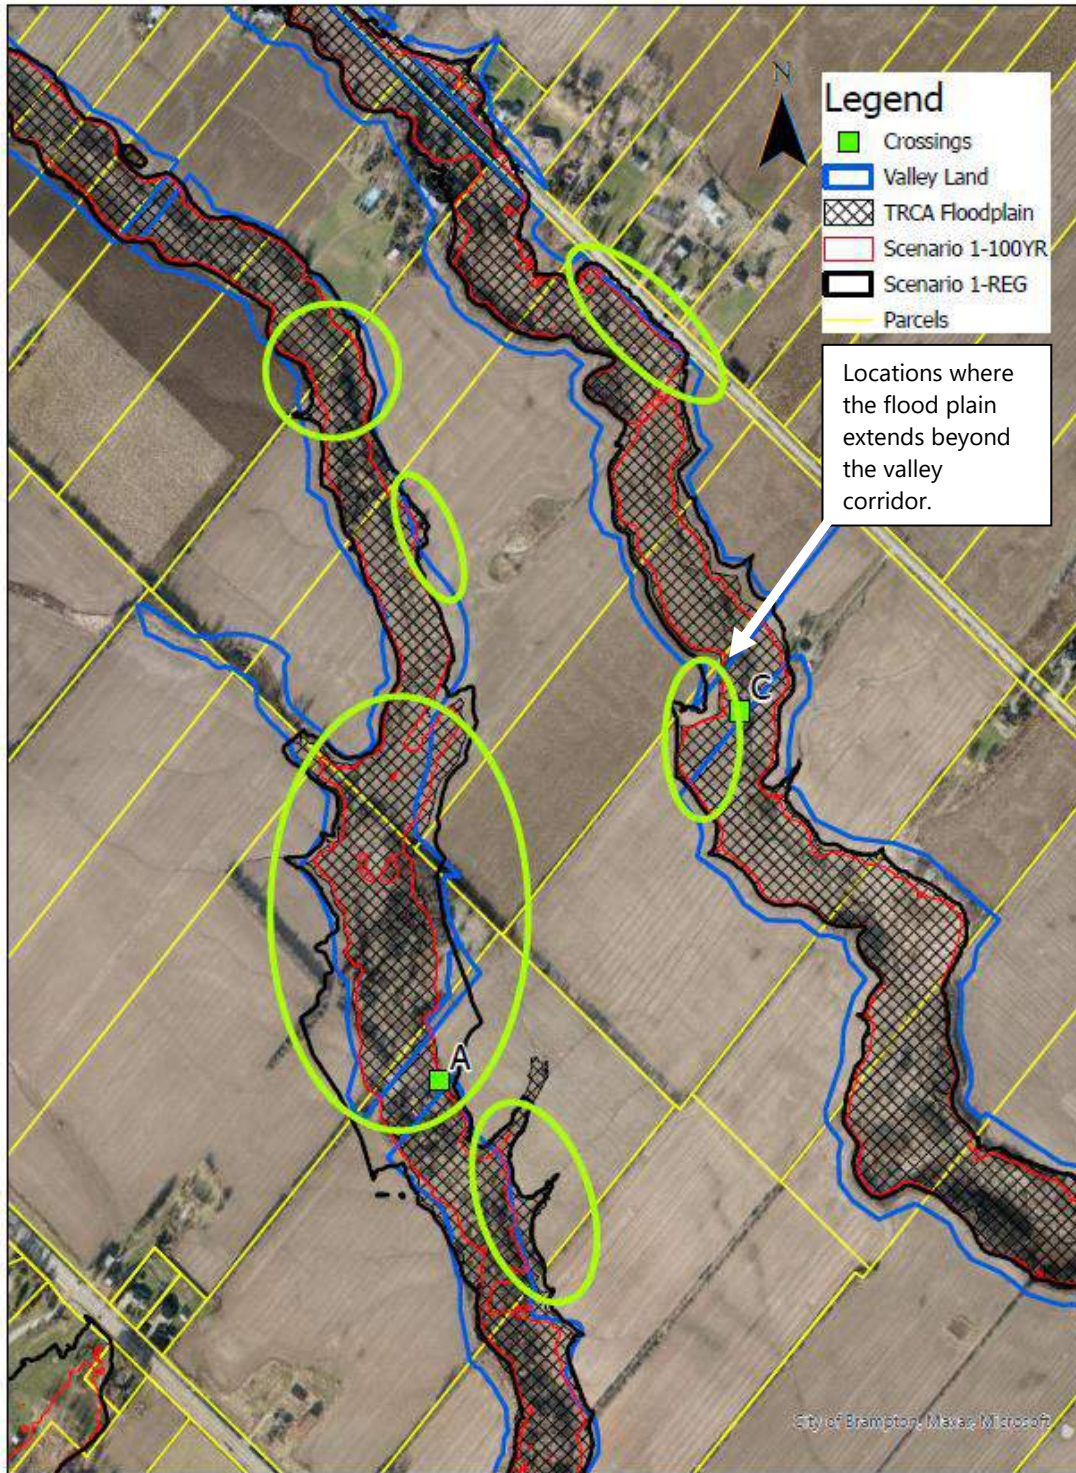 N
Legend
Crossings
Valley Land
TRCA Floodplain
Scenario 1-100YR
Scenario 1-REG
Parcels
Locations where
the flood plain
extends beyond
the valley
corridor.
C
A
City of Brampton, Maxar, Microsoft